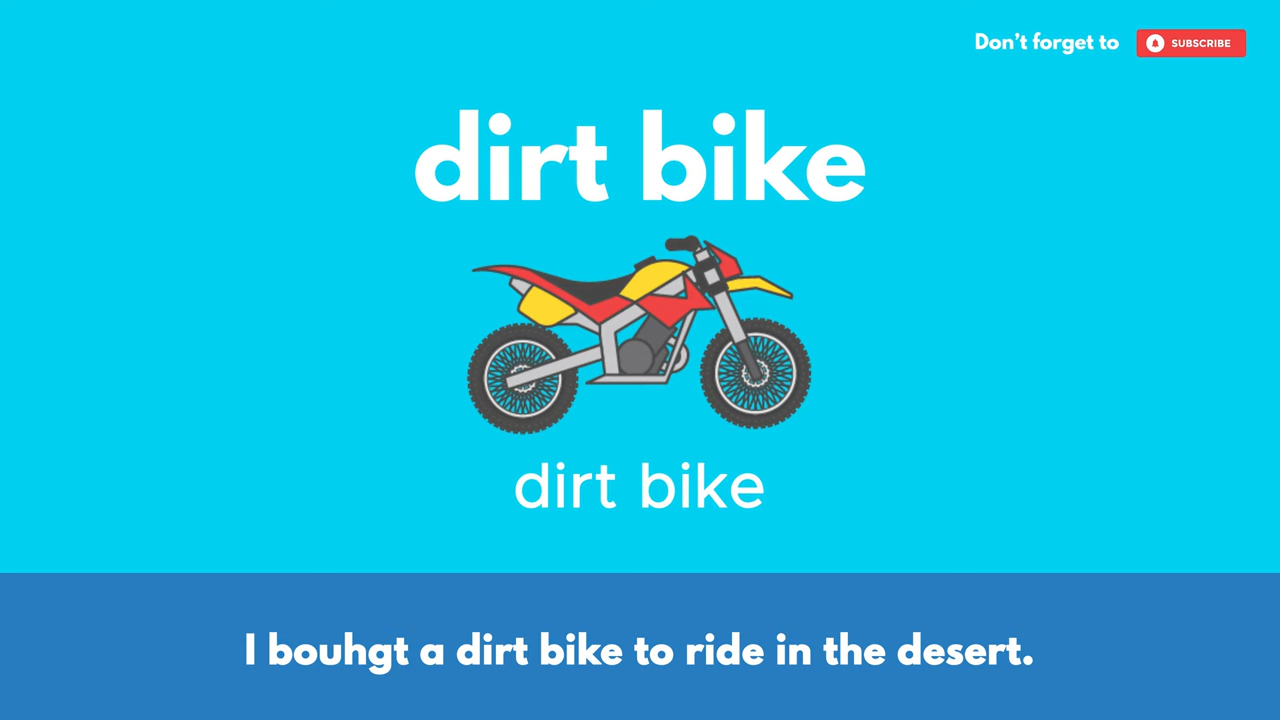 Don't forget to SUBSCRIBE
dirt bike
dirt bike
I bouhgt a dirt bike to ride in the desert.